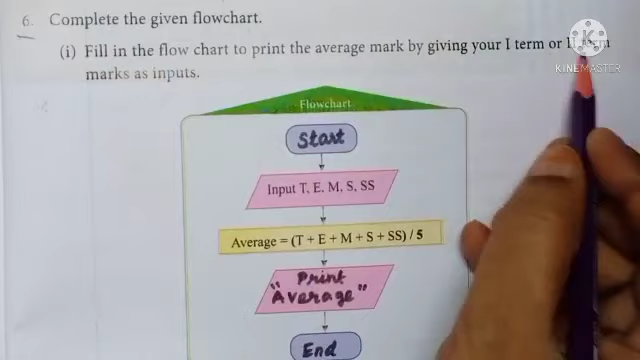 6. Complete the given flowchart.
(i) Fill in the flow chart to print the average mark by giving your I term or II term
marks as inputs.
KINEMASTER
Flowchart
Start
Input T, E, M, S, SS
Average = (T + E + M + S + SS) / 5
Print
"Average"
End